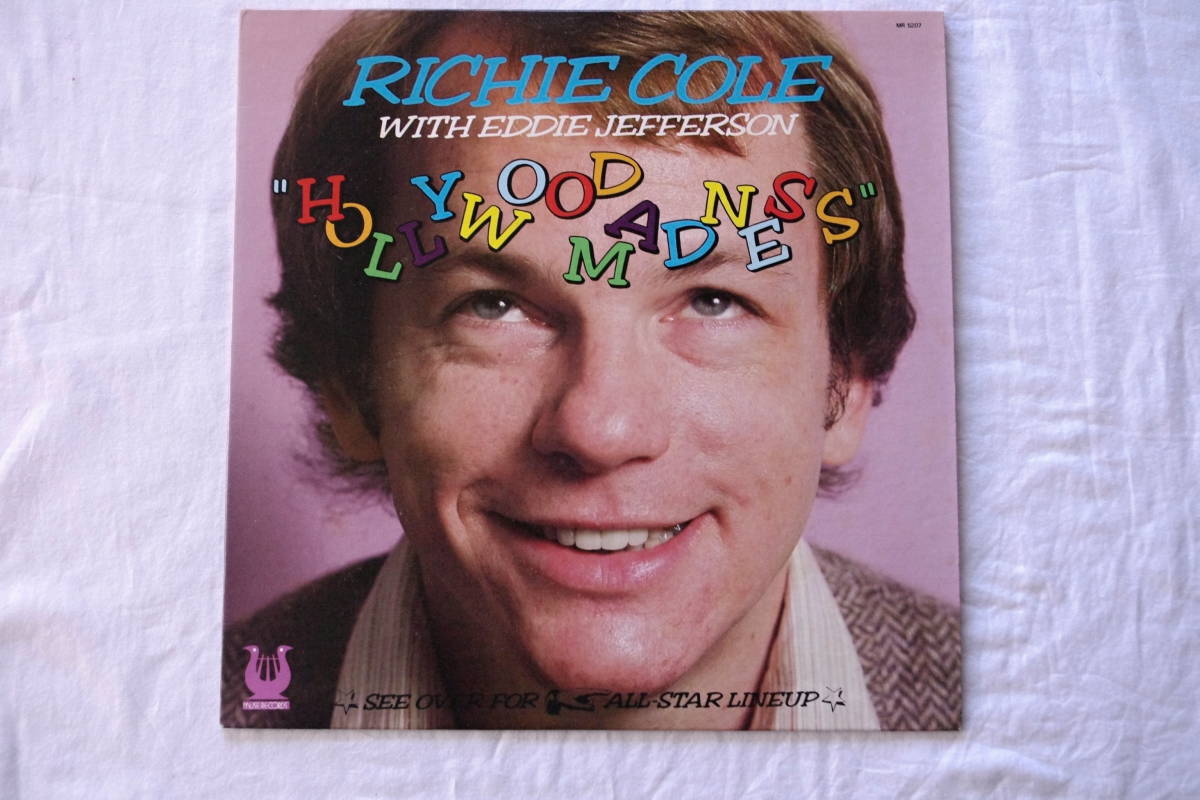 MR 5207
RICHIE COLE
WITH EDDIE JEFFERSON
"HOLLYWOOD MADNESS"
SEE OVER FOR ALL-STAR LINEUP
MUSE RECORDS